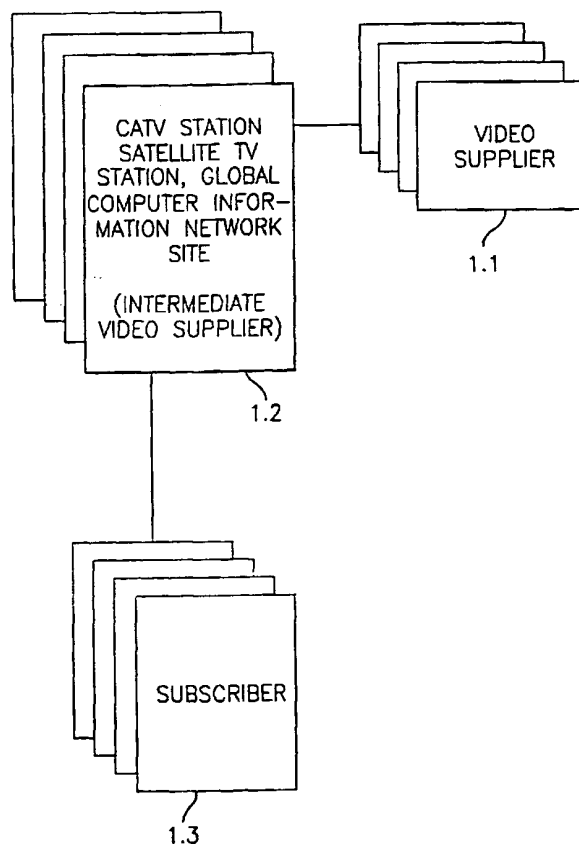 CATV STATION
SATELLITE TV
STATION, GLOBAL
COMPUTER INFOR-
MATION NETWORK
SITE
(INTERMEDIATE
VIDEO SUPPLIER)
1.2
VIDEO
SUPPLIER
1.1
SUBSCRIBER
1.3